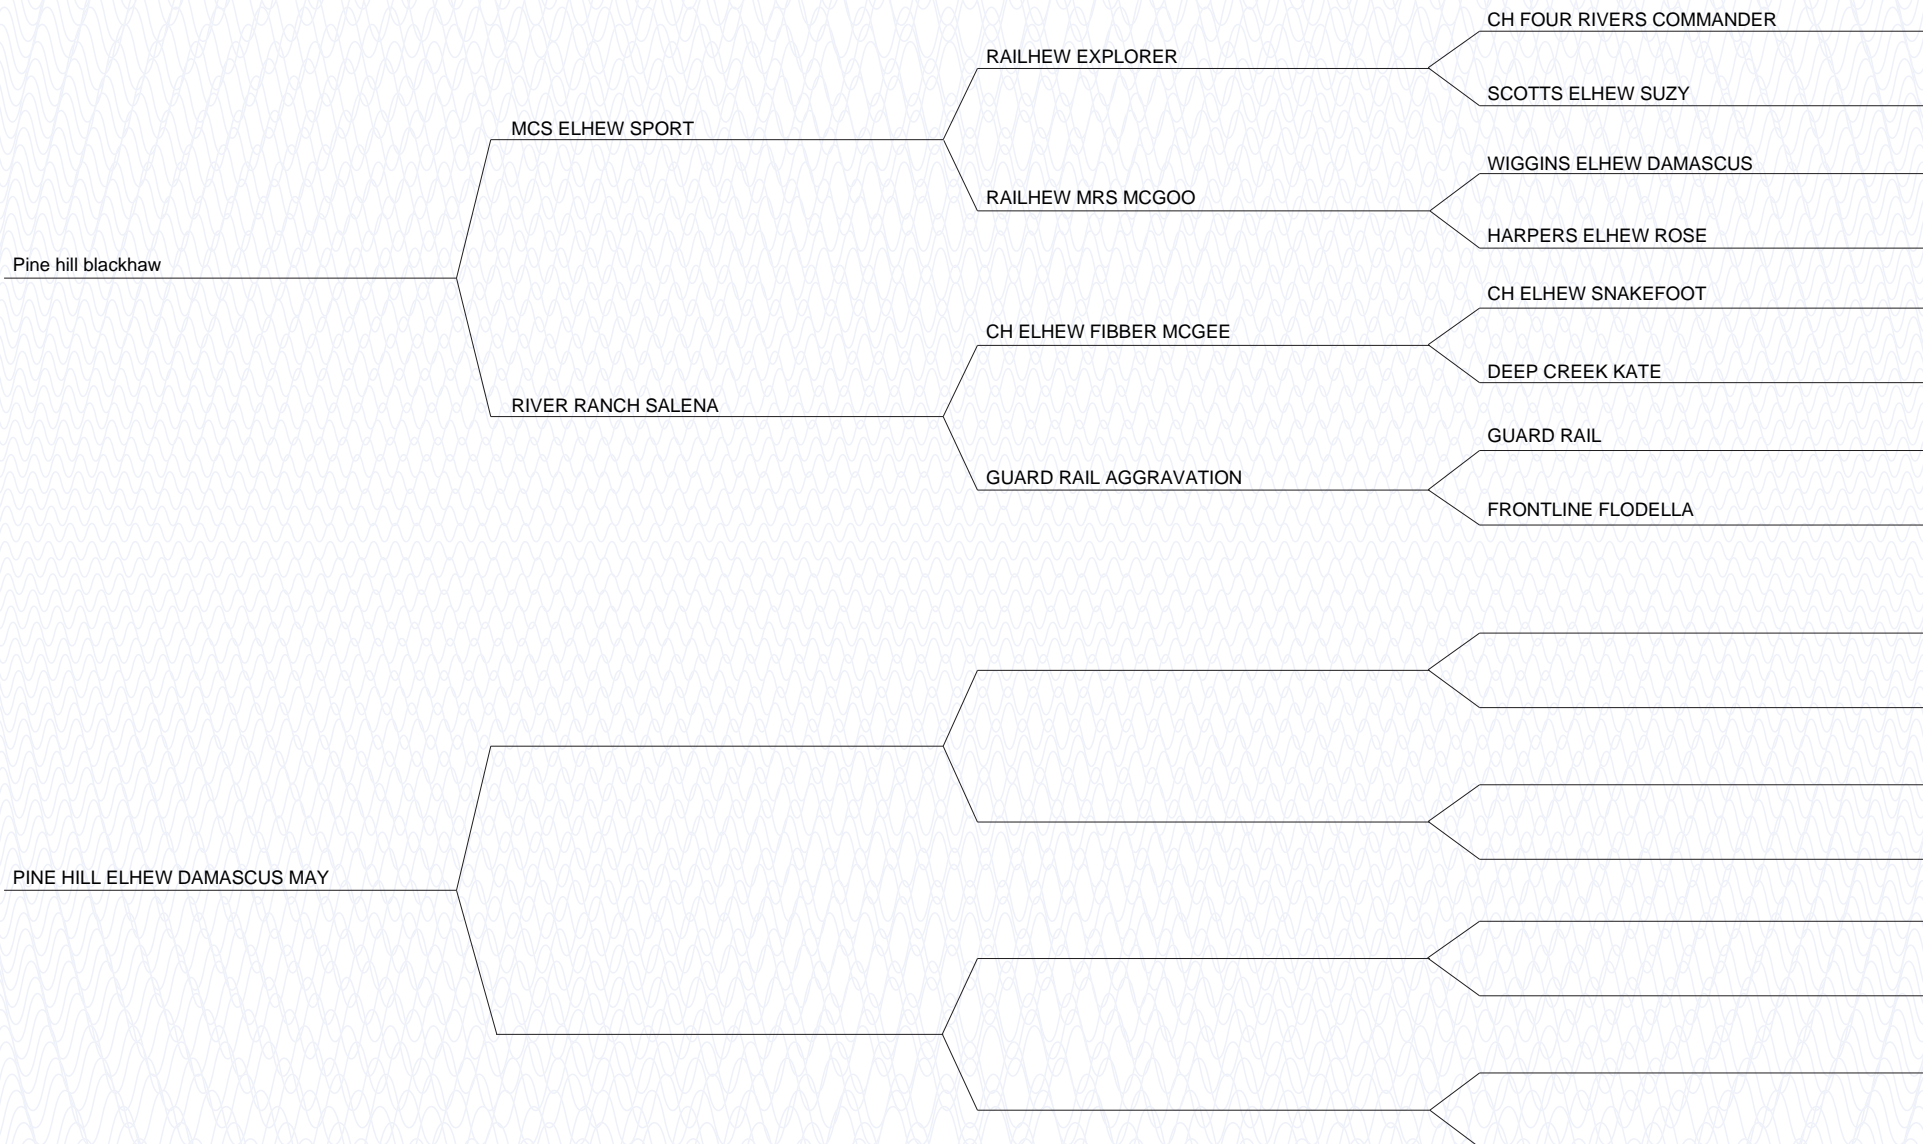 CH FOUR RIVERS COMMANDER
RAILHEW EXPLORER
SCOTTS ELHEW SUZY
MCS ELHEW SPORT
WIGGINS ELHEW DAMASCUS
RAILHEW MRS MCGOO
HARPERS ELHEW ROSE
Pine hill blackhaw
CH ELHEW SNAKEFOOT
CH ELHEW FIBBER MCGEE
DEEP CREEK KATE
RIVER RANCH SALENA
GUARD RAIL
GUARD RAIL AGGRAVATION
FRONTLINE FLODELLA
PINE HILL ELHEW DAMASCUS MAY